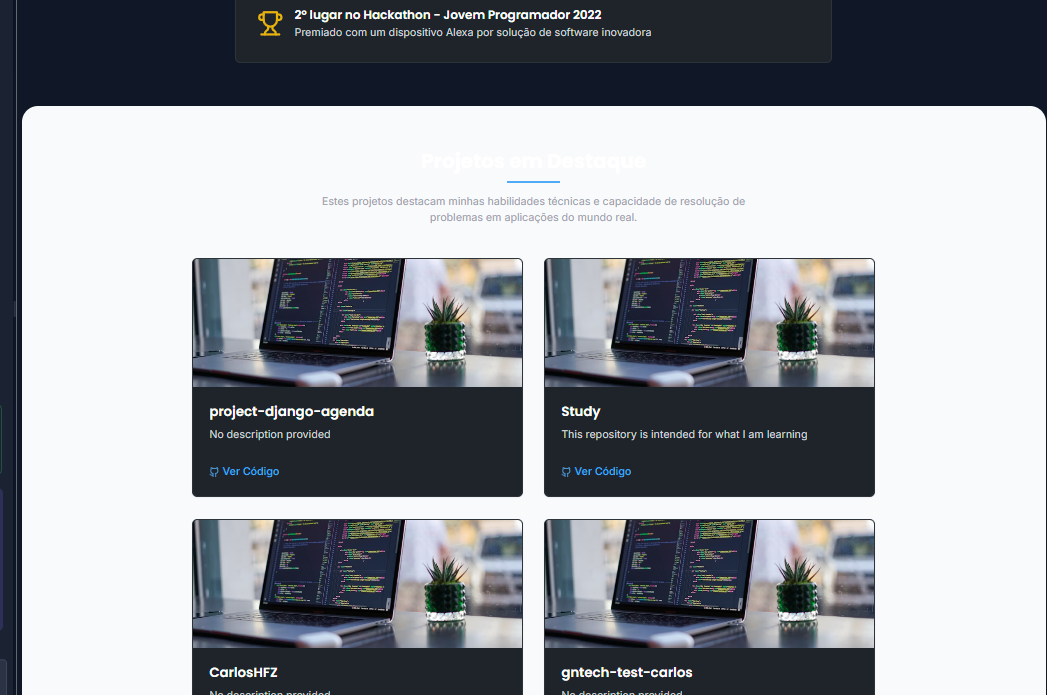 2º lugar no Hackathon - Jovem Programador 2022
Premiado com um dispositivo Alexa por solução de software inovadora
Projetos em Destaque
Estes projetos destacam minhas habilidades técnicas e capacidade de resolução de
problemas em aplicações do mundo real.
project-django-agenda
No description provided
Ver Código
Study
This repository is intended for what I am learning
Ver Código
CarlosHFZ
No description provided
gntech-test-carlos
No description provided